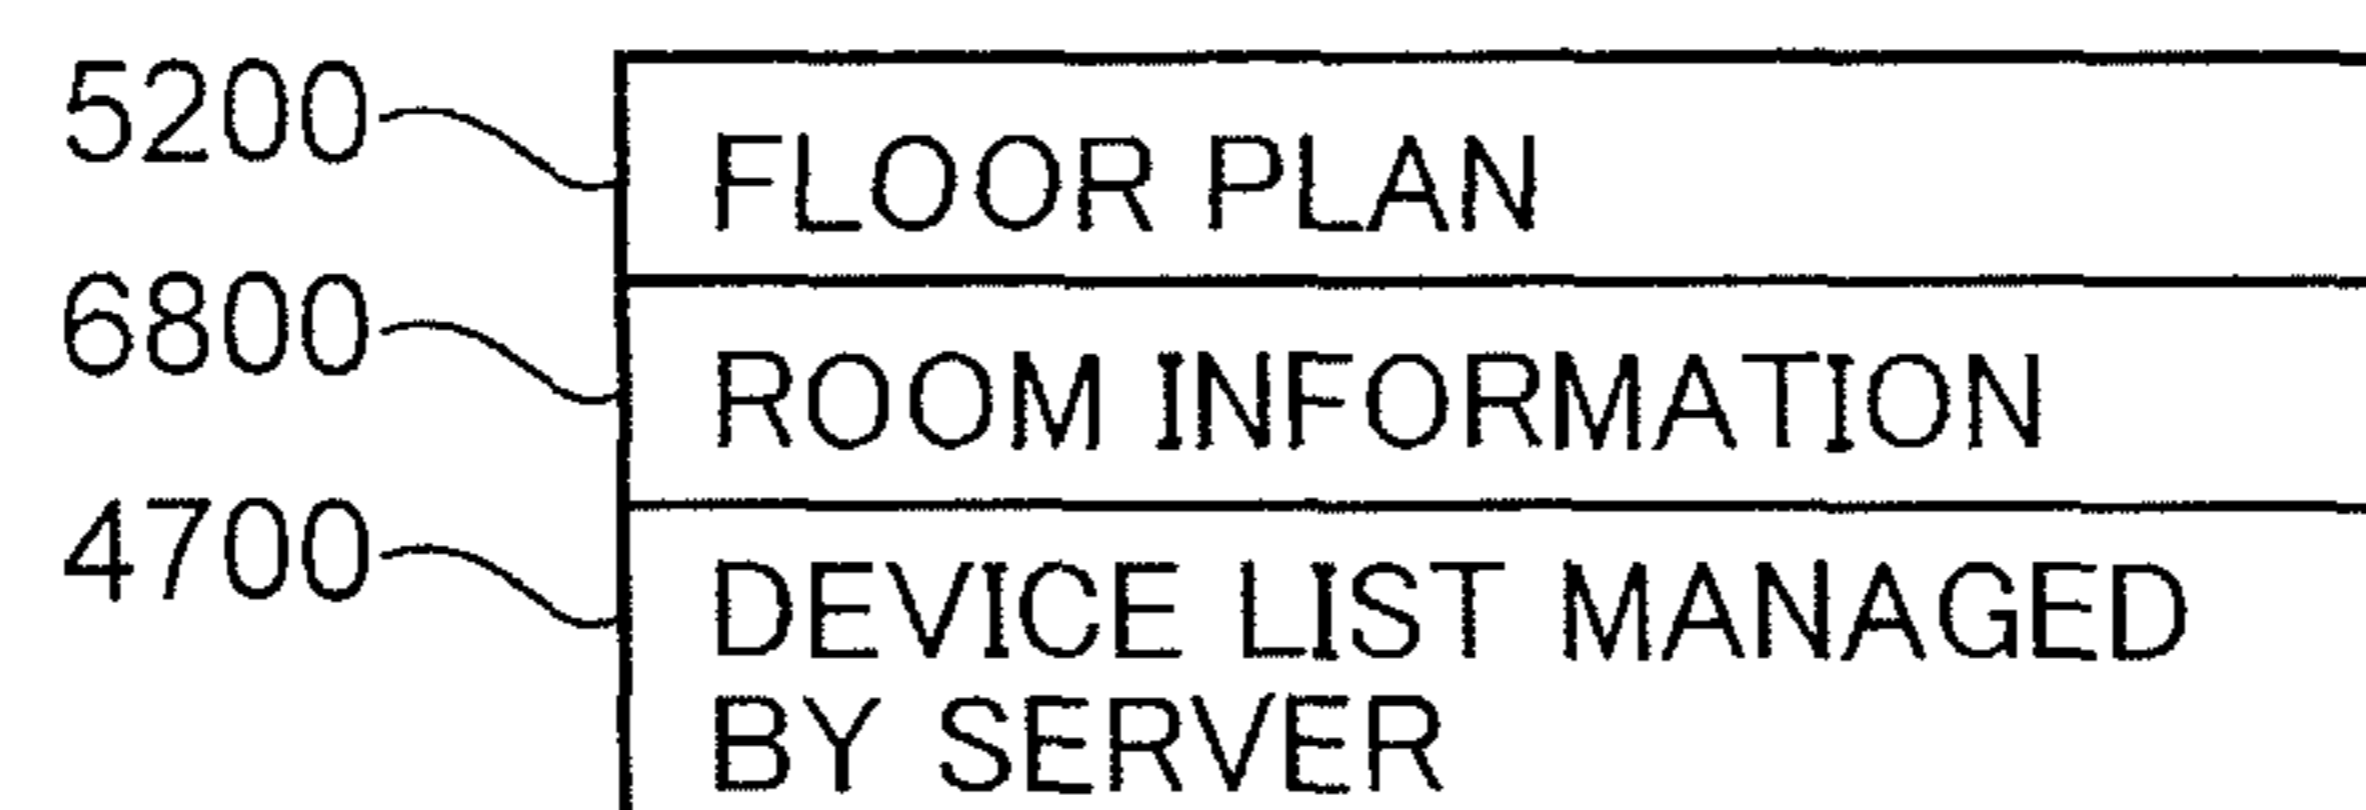 5200
FLOOR PLAN
6800
ROOM INFORMATION
4700
DEVICE LIST MANAGED
BY SERVER